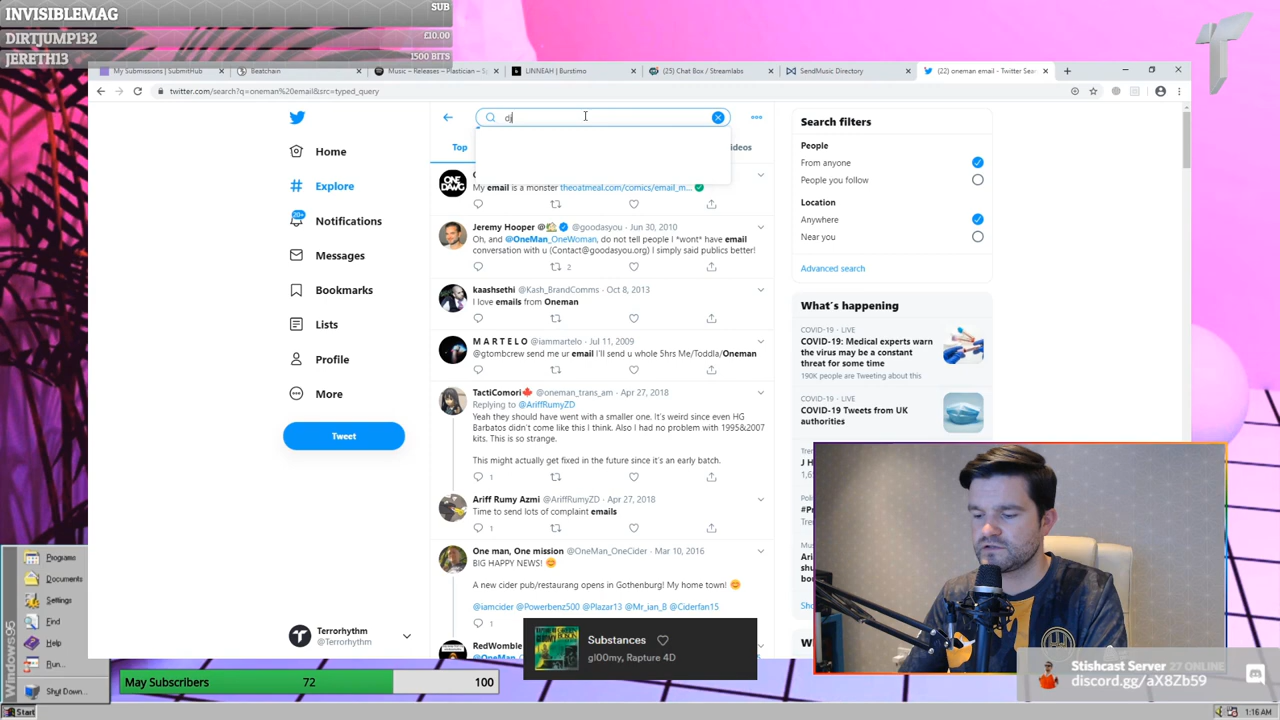 INVISIBLEMAG
SUB
DIRTJUMP132
£10.00
JERETH13
1500 BITS
My Submissions | SubmitHub
Beatchain
Music – Releases – Plastician – Sp
LINNEAH | Burstimo
(25) Chat Box / Streamlabs
SendMusic Directory
(22) oneman email - Twitter Sear
twitter.com/search?q=oneman%20email&src=typed_query
Home
Explore
20+
Notifications
Messages
Bookmarks
Lists
Profile
More
Tweet
Terrorhythm
@Terrorhythm
dj
Top
ideos
ONE DAWG
My email is a monster theoatmeal.com/comics/email_m...
Jeremy Hooper @ @goodasyou · Jun 30, 2010
Oh, and @OneMan_OneWoman, do not tell people I *wont* have email
conversation with u (Contact@goodasyou.org) I simply said publics better!
2
kaashsethi @Kash_BrandComms · Oct 8, 2013
I love emails from Oneman
M A R T E L O @iammartelo · Jul 11, 2009
@gtombcrew send me ur email I'll send u whole 5hrs Me/Toddla/Oneman
TactiComori @oneman_trans_am · Apr 27, 2018
Replying to @AriffRumyZD
Yeah they should have went with a smaller one. It's weird since even HG
Barbatos didn't come like this I think. Also I had no problem with 1995&2007
kits. This is so strange.
This might actually get fixed in the future since it's an early batch.
1
Ariff Rumy Azmi @AriffRumyZD · Apr 27, 2018
Time to send lots of complaint emails
1
One man, One mission @OneMan_OneCider · Mar 10, 2016
BIG HAPPY NEWS!
A new cider pub/restaurang opens in Gothenburg! My home town!
@iamcider @Powerbenz500 @Plazar13 @Mr_ian_B @Ciderfan15
1
RedWomble
Search filters
People
From anyone
People you follow
Location
Anywhere
Near you
Advanced search
What's happening
COVID-19 · LIVE
COVID-19: Medical experts warn
the virus may be a constant
threat for some time
190K people are Tweeting about this
COVID-19 · LIVE
COVID-19 Tweets from UK
authorities
Programs
Documents
Settings
Find
Help
Run...
Shut Down...
Windows95
Substances
gl00my, Rapture 4D
May Subscribers
72
100
Stishcast Server 27 ONLINE
discord.gg/aX8Zb59
Start
1:16 AM